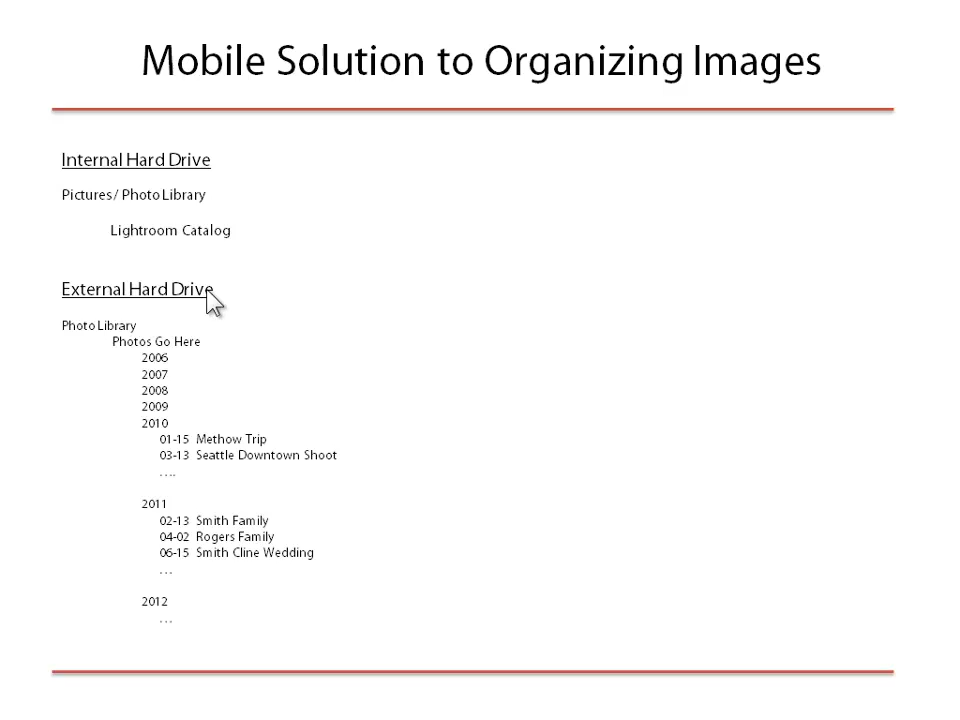 Mobile Solution to Organizing Images
Internal Hard Drive
Pictures/ Photo Library
Lightroom Catalog
External Hard Drive
Photo Library
Photos Go Here
2006
2007
2008
2009
2010
01-15 Methow Trip
03-13 Seattle Downtown Shoot
....
2011
02-13 Smith Family
04-02 Rogers Family
06-15 Smith Cline Wedding
...
2012
...